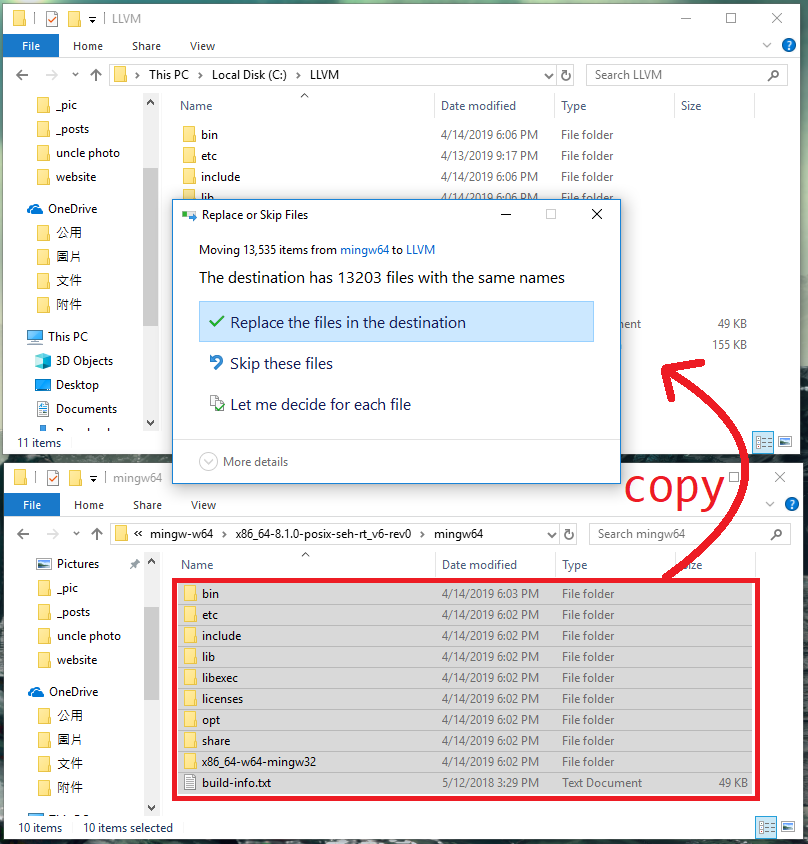 LLVM
File Home Share View
This PC Local Disk (C:) LLVM
Search LLVM
_pic
_posts
uncle photo
website
OneDrive
公用
圖片
文件
附件
This PC
3D Objects
Desktop
Documents
11 items
Name Date modified Type Size
bin 4/14/2019 6:06 PM File folder
etc 4/13/2019 9:17 PM File folder
include 4/14/2019 6:06 PM File folder
lib 4/14/2019 6:06 PM File folder
49 KB
155 KB
Replace or Skip Files
Moving 13,535 items from mingw64 to LLVM
The destination has 13203 files with the same names
Replace the files in the destination
Skip these files
Let me decide for each file
More details
copy
mingw64
File Home Share View
« mingw-w64 x86_64-8.1.0-posix-seh-rt_v6-rev0 mingw64
Search mingw64
Pictures
_pic
_posts
uncle photo
website
OneDrive
公用
圖片
文件
附件
Name Date modified Type Size
bin 4/14/2019 6:03 PM File folder
etc 4/14/2019 6:02 PM File folder
include 4/14/2019 6:02 PM File folder
lib 4/14/2019 6:02 PM File folder
libexec 4/14/2019 6:02 PM File folder
licenses 4/14/2019 6:02 PM File folder
opt 4/14/2019 6:02 PM File folder
share 4/14/2019 6:02 PM File folder
x86_64-w64-mingw32 4/14/2019 6:02 PM File folder
build-info.txt 5/12/2018 3:29 PM Text Document 49 KB
10 items 10 items selected